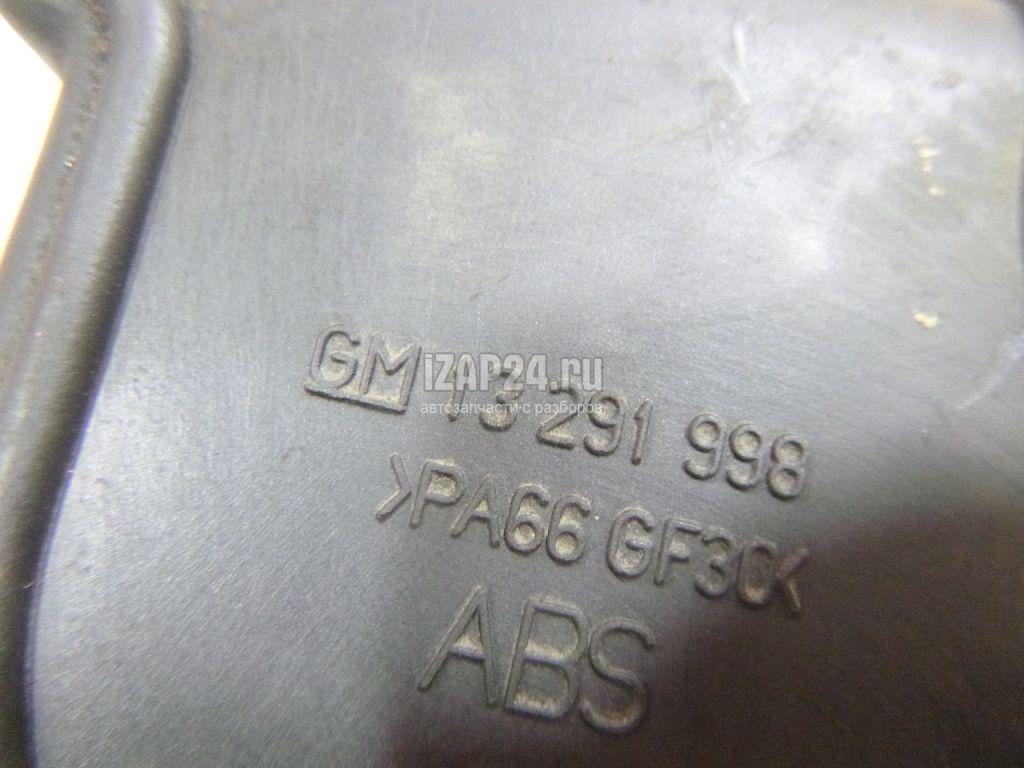 GM 13 291 998
iZAP24.ru
автозапчасти с разборов
>PA66 GF30<
ABS